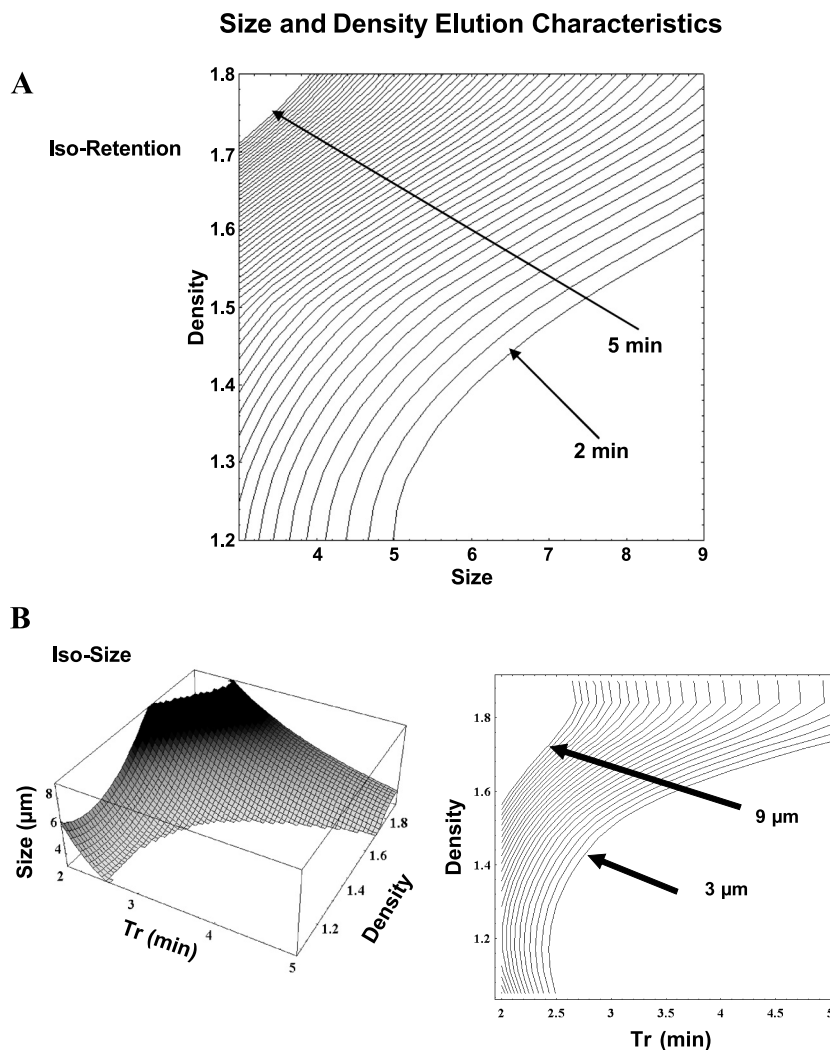 Size and Density Elution Characteristics
A
Iso-Retention
1.8
1.7
1.6
1.5
1.4
1.3
1.2
Density
5 min
2 min
4
5
6
7
8
9
Size
B
Iso-Size
8
6
4
Size (µm)
2
3
4
5
Tr (min)
1.2
1.4
1.6
1.8
Density
1.8
1.6
1.4
1.2
Density
9 µm
3 µm
2
2.5
3
3.5
4
4.5
5
Tr (min)